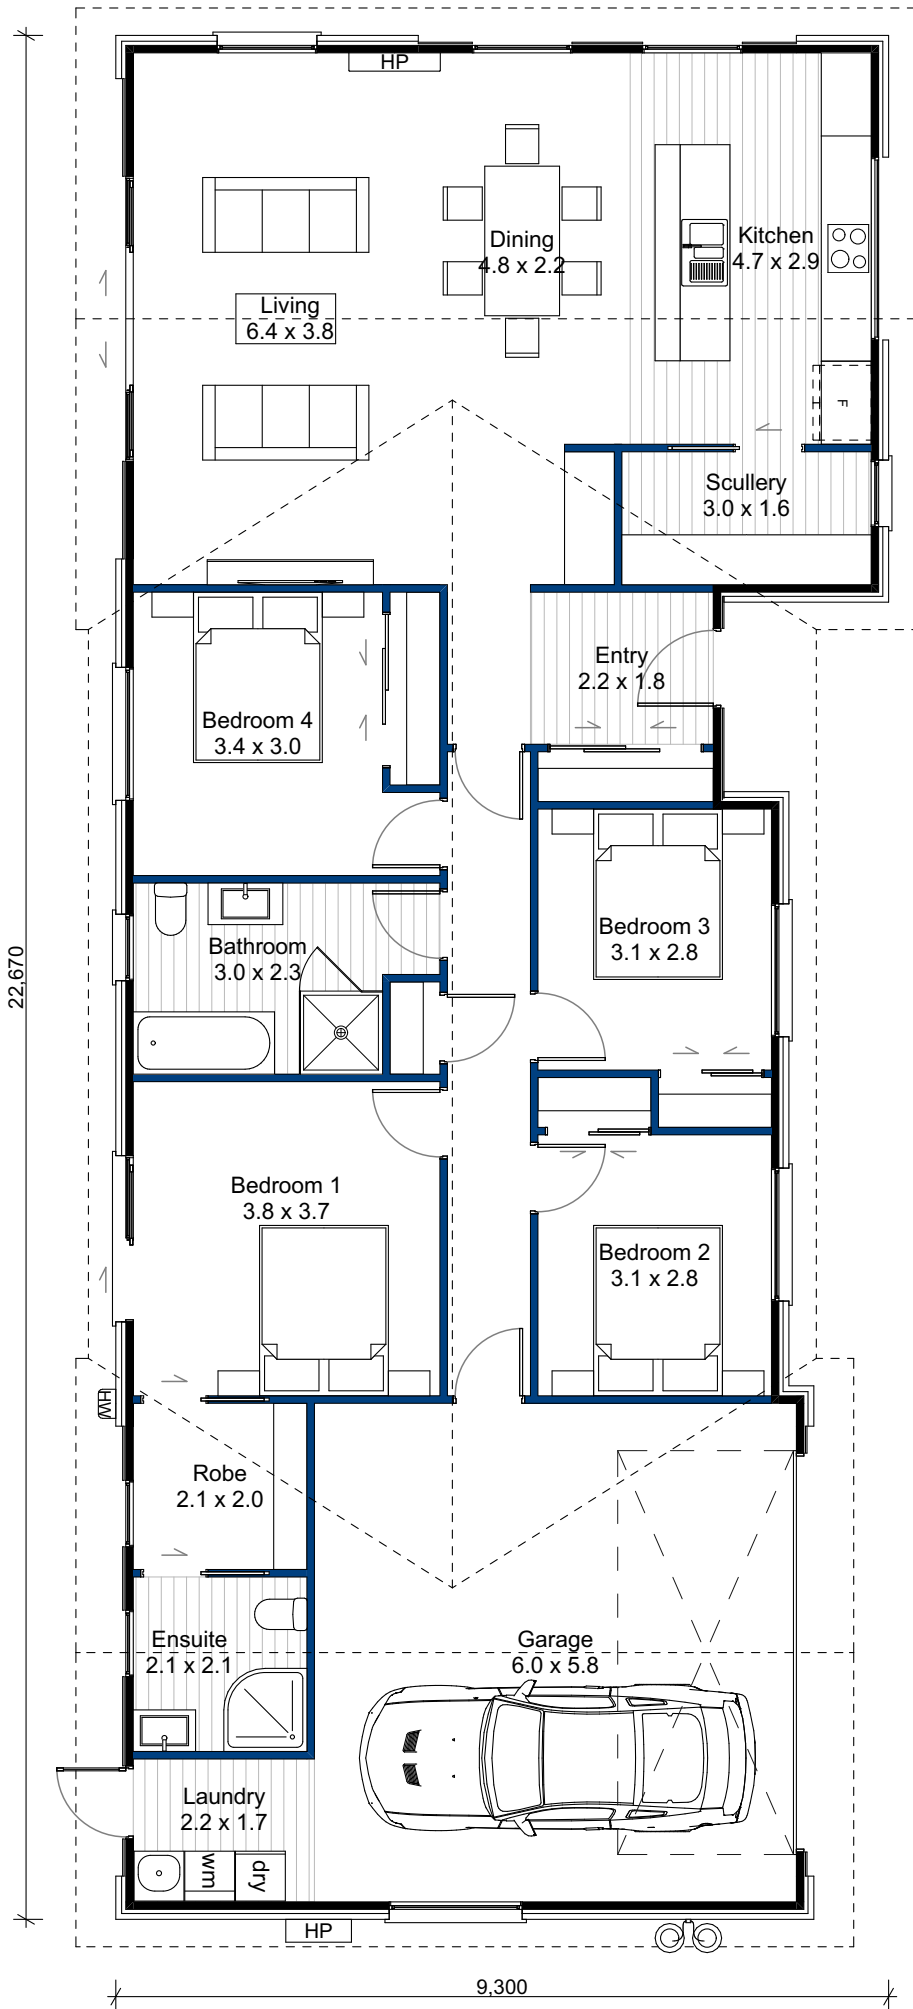 HP
Dining
4.8 x 2.2
Kitchen
4.7 x 2.9
Living
6.4 x 3.8
F
Scullery
3.0 x 1.6
Entry
2.2 x 1.8
Bedroom 4
3.4 x 3.0
Bedroom 3
3.1 x 2.8
Bathroom
3.0 x 2.3
22,670
Bedroom 1
3.8 x 3.7
Bedroom 2
3.1 x 2.8
HW
Robe
2.1 x 2.0
Ensuite
2.1 x 2.1
Garage
6.0 x 5.8
Laundry
2.2 x 1.7
wm
dry
HP
9,300